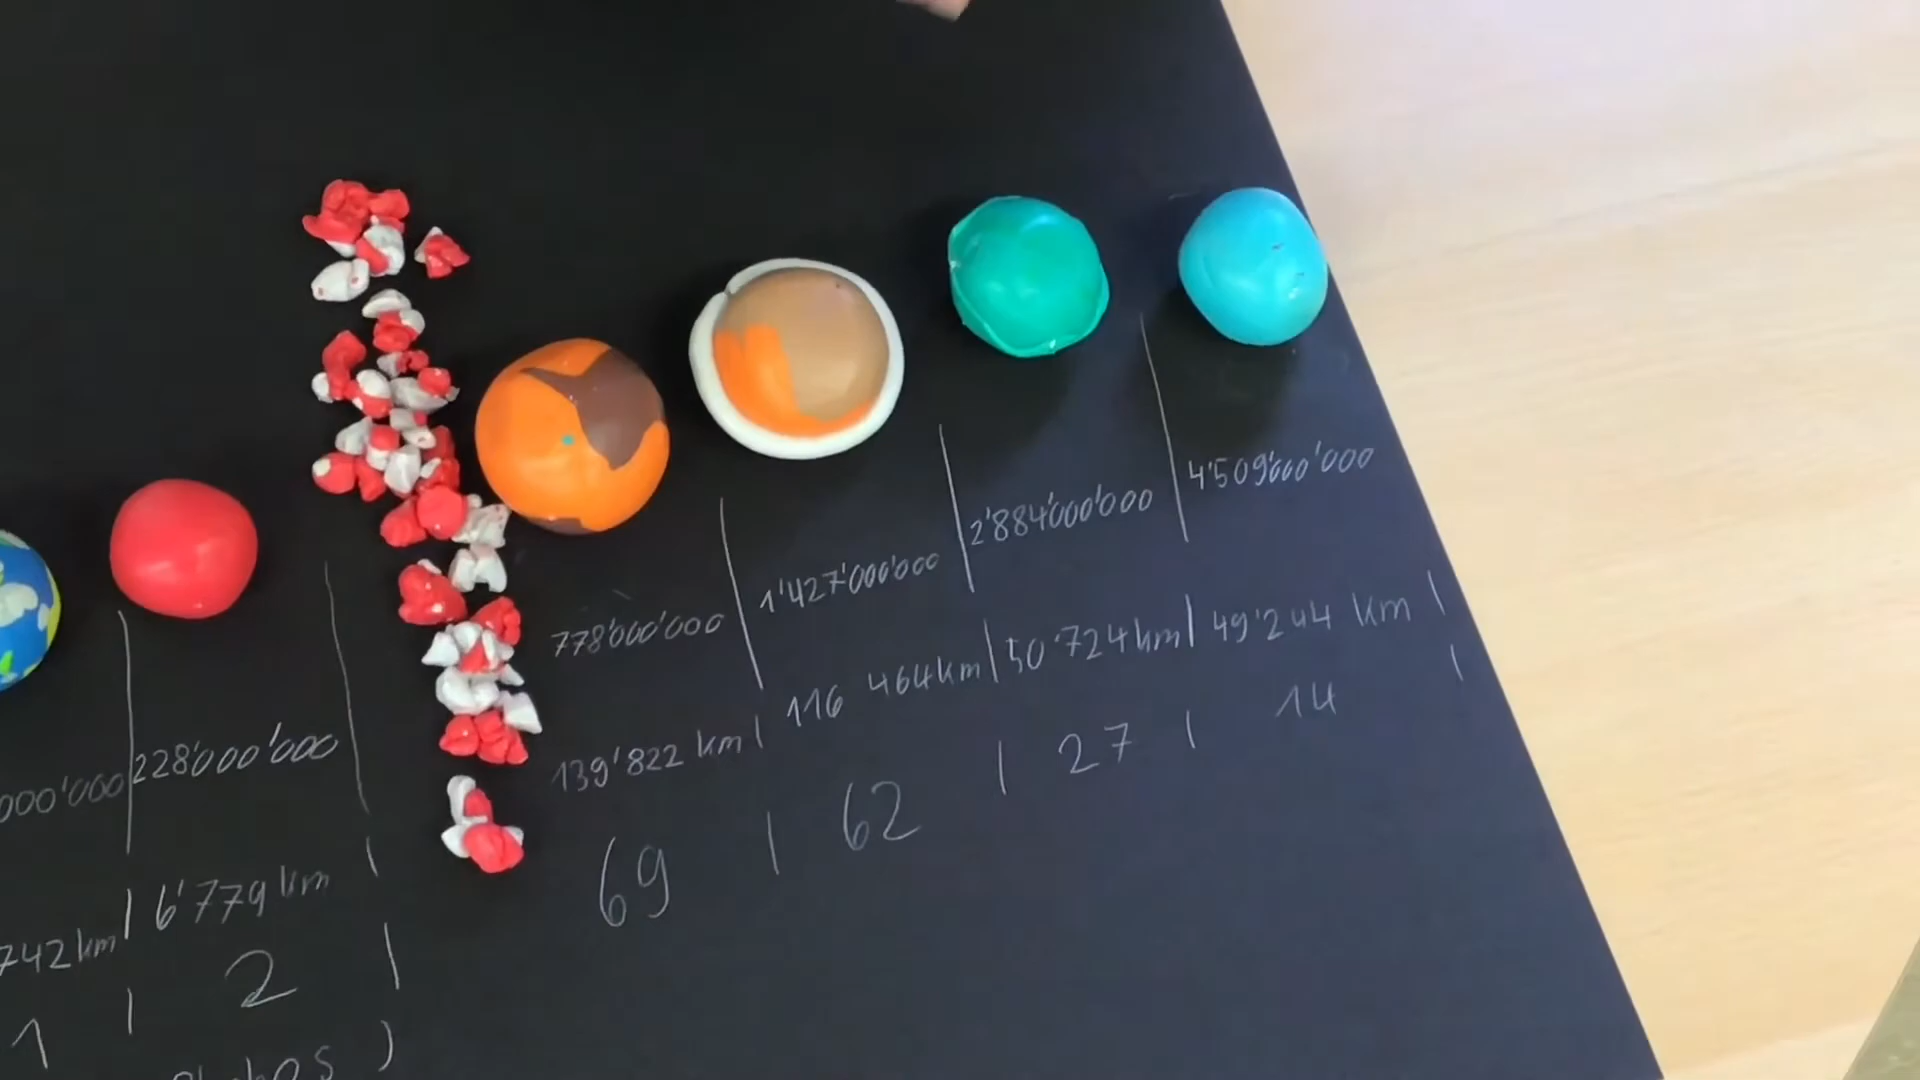 000'000 | 228'000'000 | 778'000'000 | 1'427'000'000 | 2'884'000'000 | 4'509'000'000
742 km | 6'779 km | 139'822 km | 116 464 km | 50'724 km | 49'244 km |
1 | 2 | 69 | 62 | 27 | 14 |
)